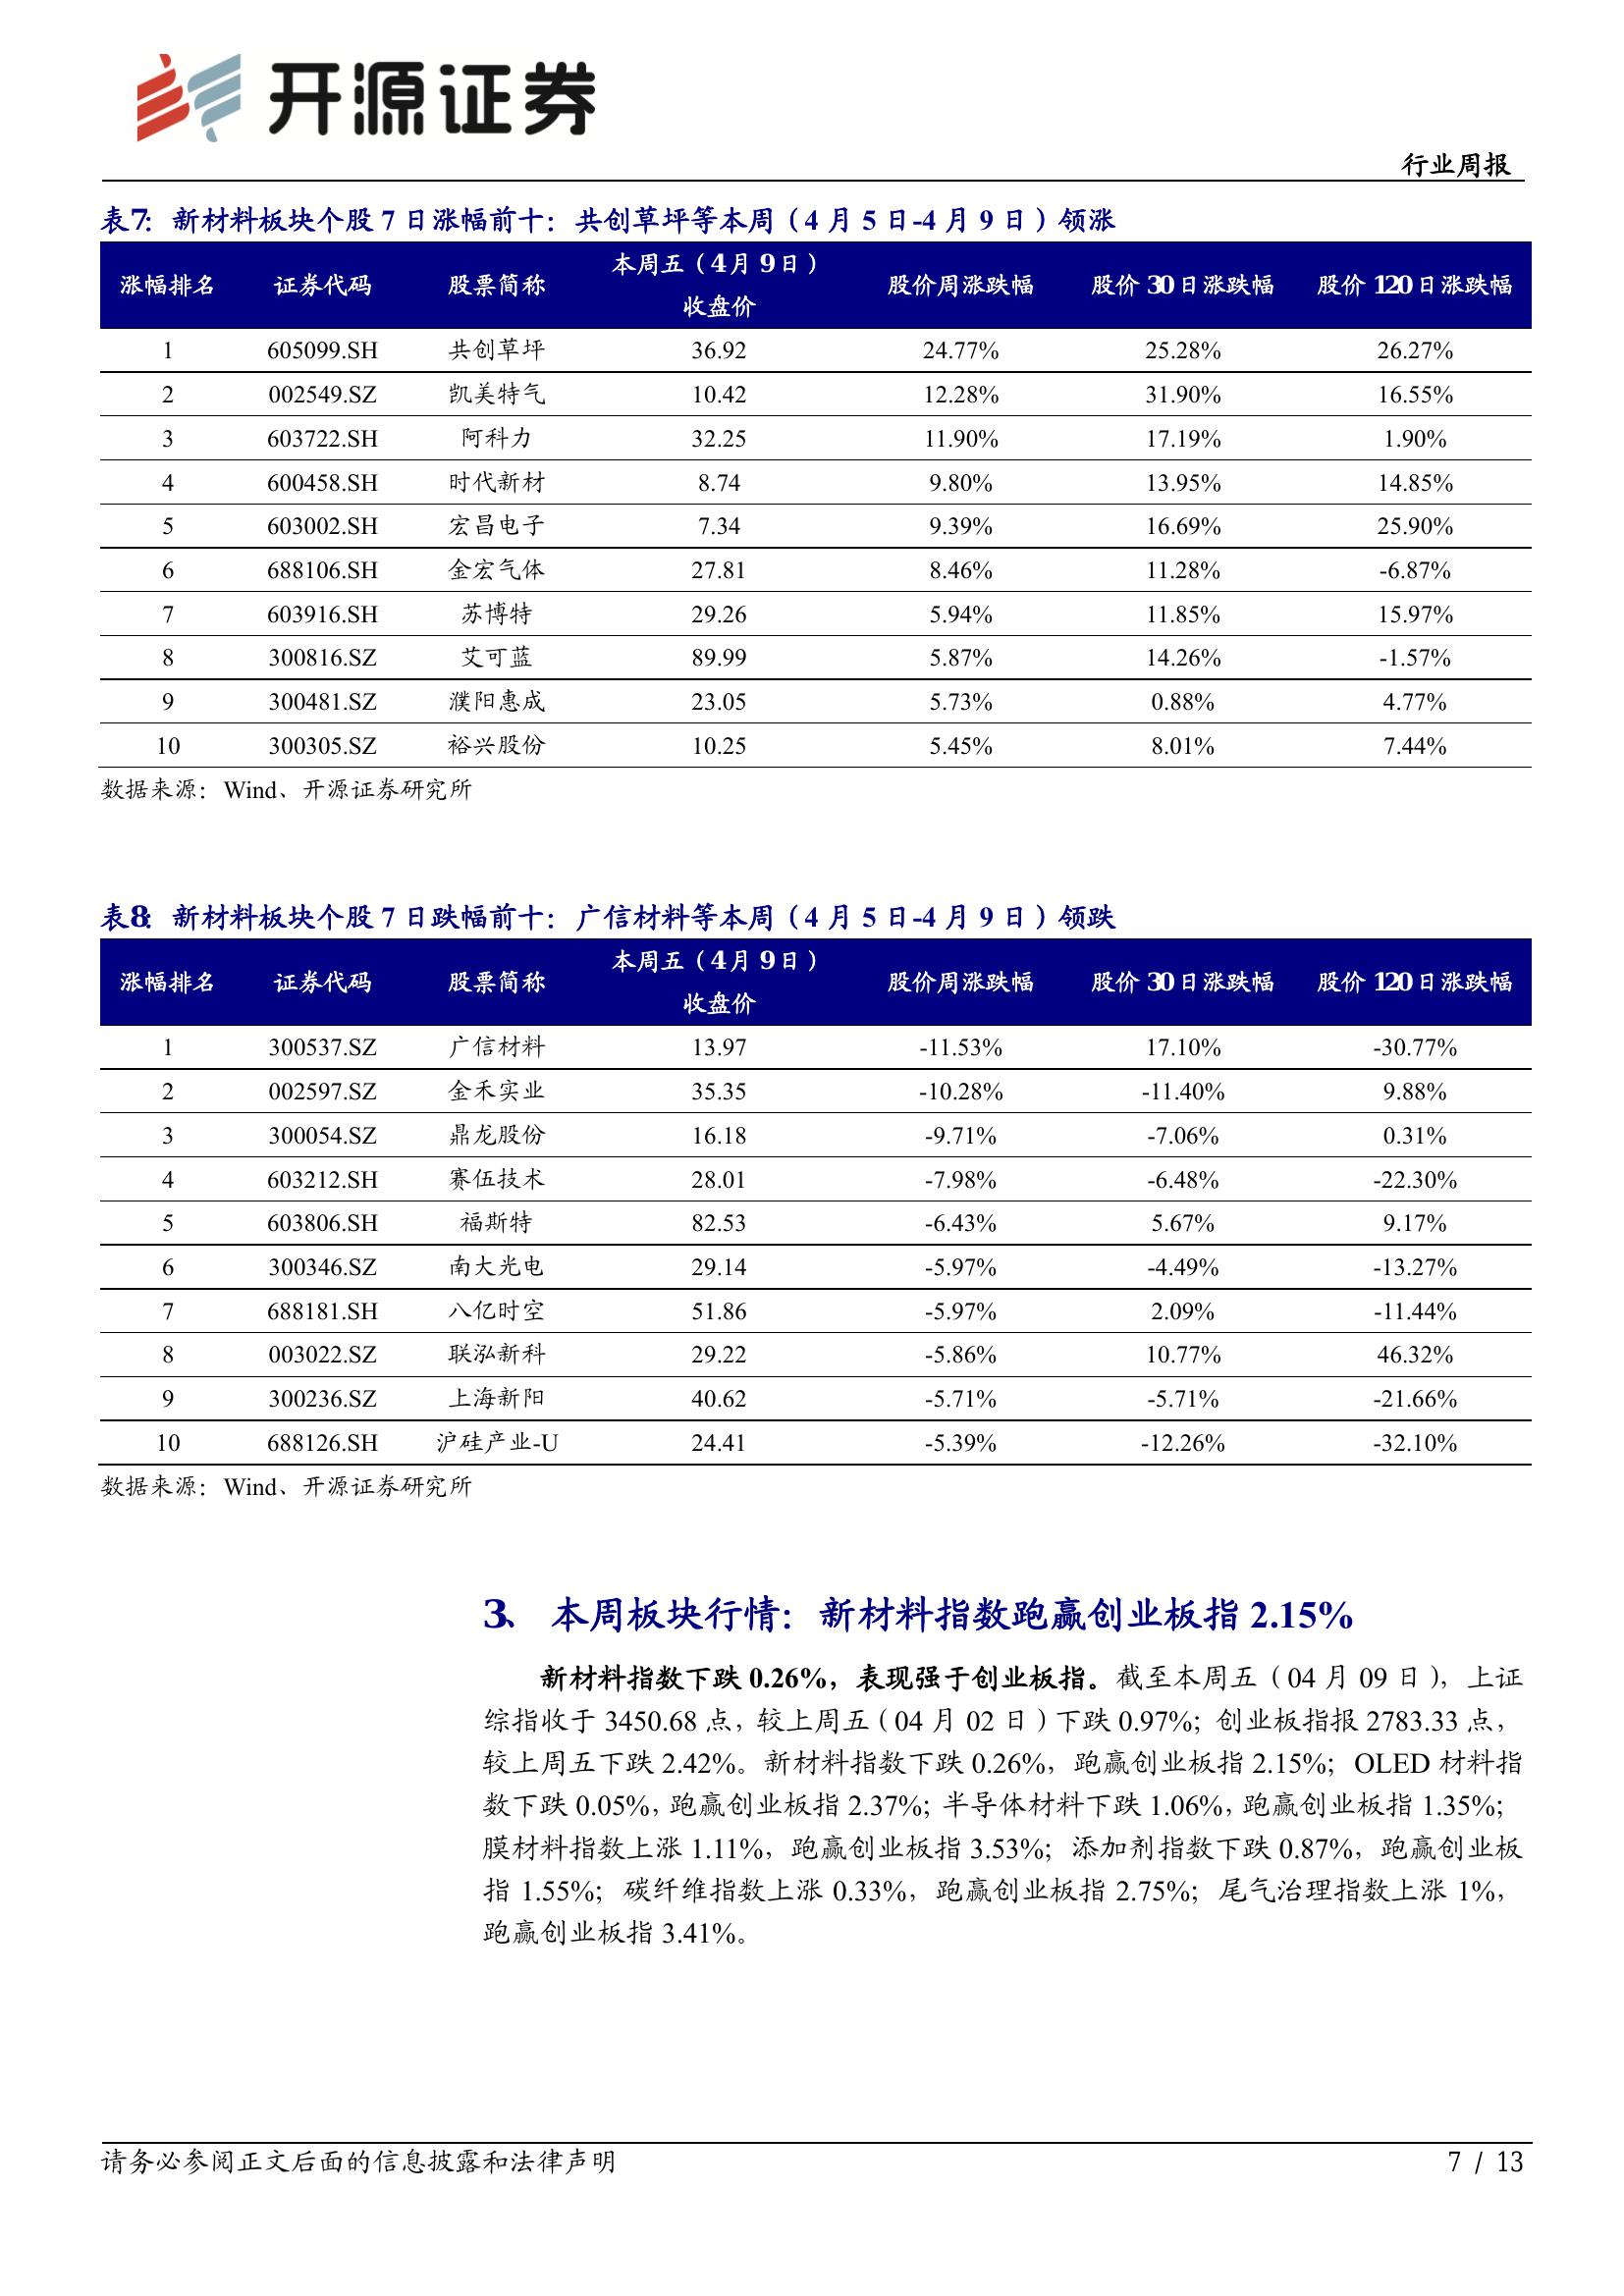 开源证券
行业周报
表7：新材料板块个股 7 日涨幅前十：共创草坪等本周（4 月 5 日-4 月 9 日）领涨
涨幅排名 证券代码 股票简称 本周五（4月9日）收盘价 股价周涨跌幅 股价 30 日涨跌幅 股价 120 日涨跌幅
1 605099.SH 共创草坪 36.92 24.77% 25.28% 26.27%
2 002549.SZ 凯美特气 10.42 12.28% 31.90% 16.55%
3 603722.SH 阿科力 32.25 11.90% 17.19% 1.90%
4 600458.SH 时代新材 8.74 9.80% 13.95% 14.85%
5 603002.SH 宏昌电子 7.34 9.39% 16.69% 25.90%
6 688106.SH 金宏气体 27.81 8.46% 11.28% -6.87%
7 603916.SH 苏博特 29.26 5.94% 11.85% 15.97%
8 300816.SZ 艾可蓝 89.99 5.87% 14.26% -1.57%
9 300481.SZ 濮阳惠成 23.05 5.73% 0.88% 4.77%
10 300305.SZ 裕兴股份 10.25 5.45% 8.01% 7.44%
数据来源：Wind、开源证券研究所
表8：新材料板块个股 7 日跌幅前十：广信材料等本周（4 月 5 日-4 月 9 日）领跌
涨幅排名 证券代码 股票简称 本周五（4月9日）收盘价 股价周涨跌幅 股价 30 日涨跌幅 股价 120 日涨跌幅
1 300537.SZ 广信材料 13.97 -11.53% 17.10% -30.77%
2 002597.SZ 金禾实业 35.35 -10.28% -11.40% 9.88%
3 300054.SZ 鼎龙股份 16.18 -9.71% -7.06% 0.31%
4 603212.SH 赛伍技术 28.01 -7.98% -6.48% -22.30%
5 603806.SH 福斯特 82.53 -6.43% 5.67% 9.17%
6 300346.SZ 南大光电 29.14 -5.97% -4.49% -13.27%
7 688181.SH 八亿时空 51.86 -5.97% 2.09% -11.44%
8 003022.SZ 联泓新科 29.22 -5.86% 10.77% 46.32%
9 300236.SZ 上海新阳 40.62 -5.71% -5.71% -21.66%
10 688126.SH 沪硅产业-U 24.41 -5.39% -12.26% -32.10%
数据来源：Wind、开源证券研究所
3、 本周板块行情：新材料指数跑赢创业板指 2.15%
新材料指数下跌 0.26%，表现强于创业板指。截至本周五（04 月 09 日），上证
综指收于 3450.68 点，较上周五（04 月 02 日）下跌 0.97%；创业板指报 2783.33 点，
较上周五下跌 2.42%。新材料指数下跌 0.26%，跑赢创业板指 2.15%；OLED 材料指
数下跌 0.05%，跑赢创业板指 2.37%；半导体材料下跌 1.06%，跑赢创业板指 1.35%；
膜材料指数上涨 1.11%，跑赢创业板指 3.53%；添加剂指数下跌 0.87%，跑赢创业板
指 1.55%；碳纤维指数上涨 0.33%，跑赢创业板指 2.75%；尾气治理指数上涨 1%，
跑赢创业板指 3.41%。
请务必参阅正文后面的信息披露和法律声明
7 / 13